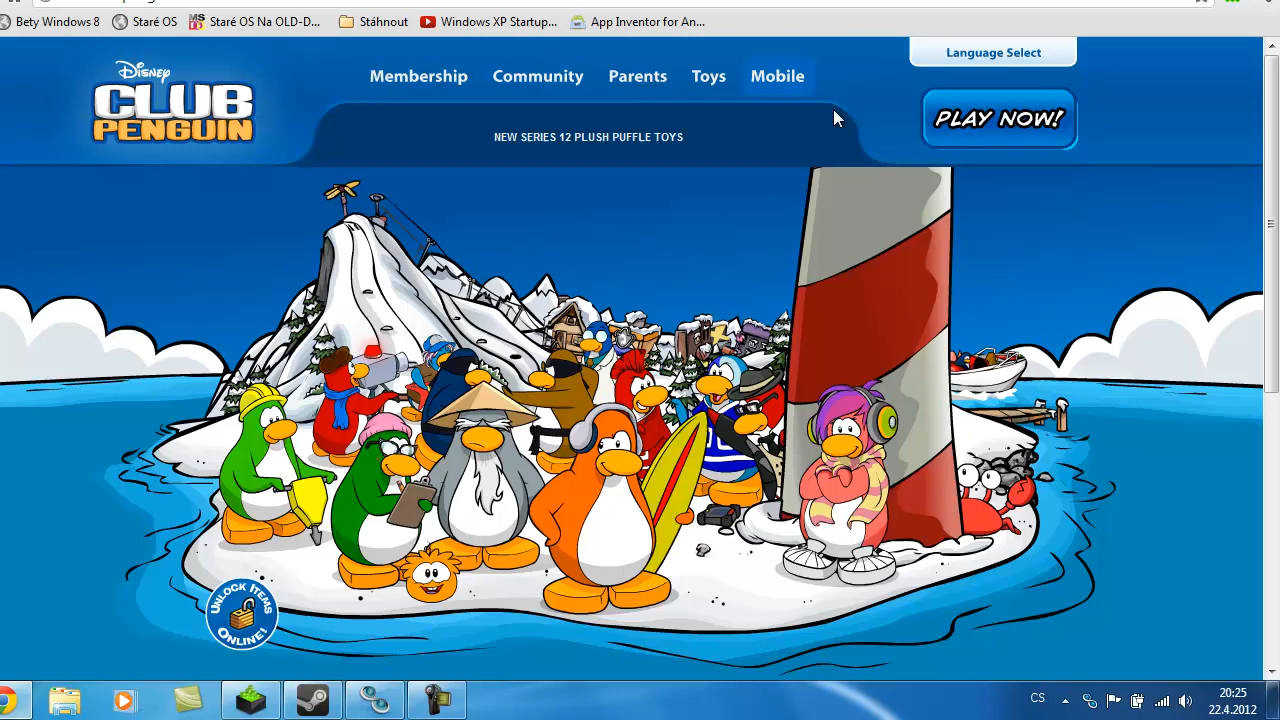 Bety Windows 8
Staré OS
Staré OS Na OLD-D...
Stáhnout
Windows XP Startup...
App Inventor for An...
Language Select
Disney
CLUB
PENGUIN
Membership
Community
Parents
Toys
Mobile
PLAY NOW!
NEW SERIES 12 PLUSH PUFFLE TOYS
UNLOCK ITEMS
ONLINE!
CS
20:25
22.4.2012